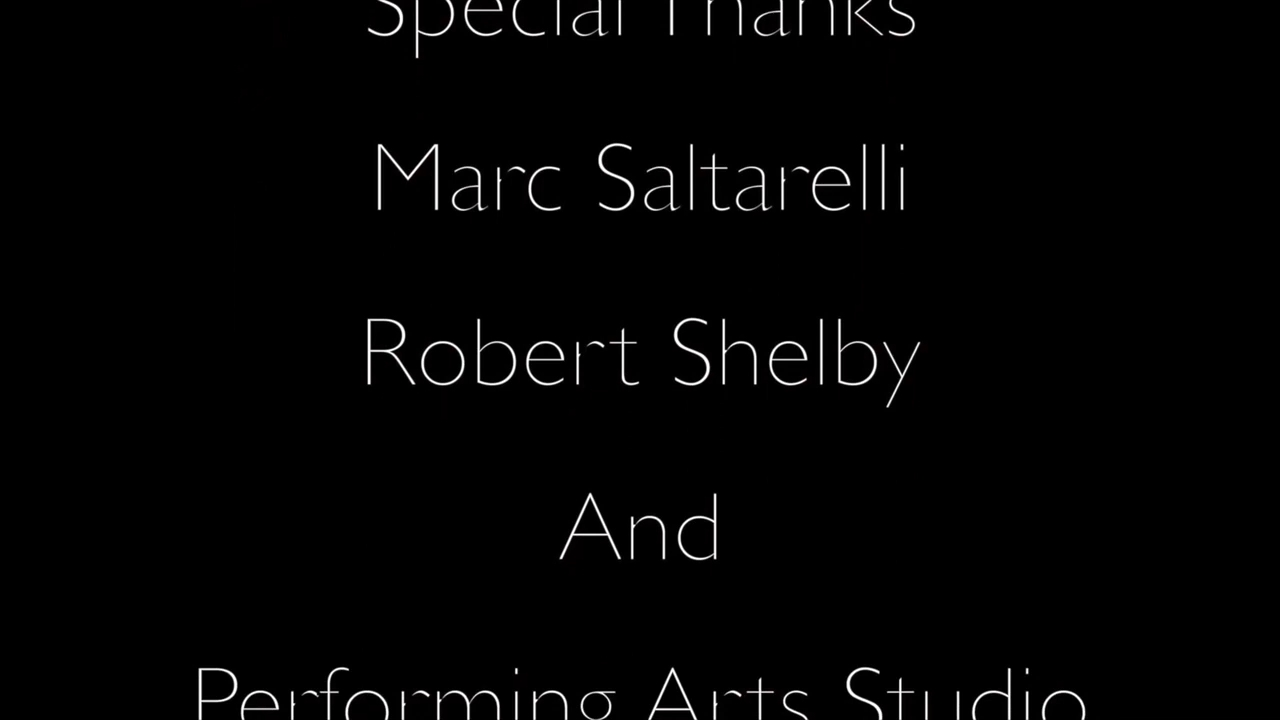 Special Thanks
Marc Saltarelli
Robert Shelby
And
Performing Arts Studio